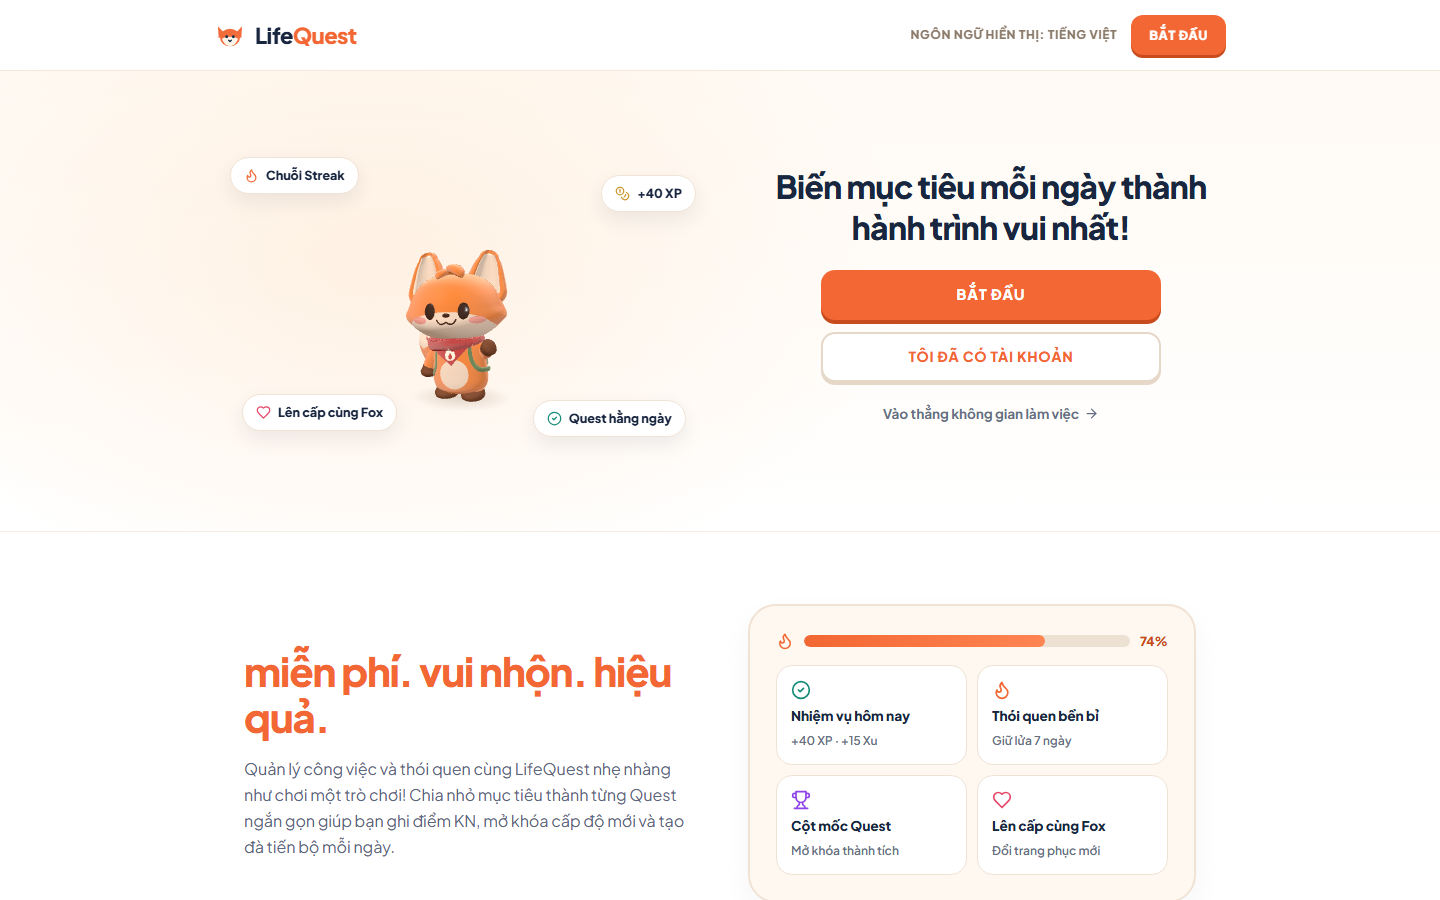 LifeQuest
NGÔN NGỮ HIỂN THỊ: TIẾNG VIỆT
BẮT ĐẦU
Chuỗi Streak
+40 XP
Lên cấp cùng Fox
Quest hằng ngày
Biến mục tiêu mỗi ngày thành
hành trình vui nhất!
BẮT ĐẦU
TÔI ĐÃ CÓ TÀI KHOẢN
Vào thẳng không gian làm việc →
miễn phí. vui nhộn. hiệu
quả.
Quản lý công việc và thói quen cùng LifeQuest nhẹ nhàng
như chơi một trò chơi! Chia nhỏ mục tiêu thành từng Quest
ngắn gọn giúp bạn ghi điểm KN, mở khóa cấp độ mới và tạo
đà tiến bộ mỗi ngày.
74%
Nhiệm vụ hôm nay
+40 XP · +15 Xu
Thói quen bền bỉ
Giữ lửa 7 ngày
Cột mốc Quest
Mở khóa thành tích
Lên cấp cùng Fox
Đổi trang phục mới